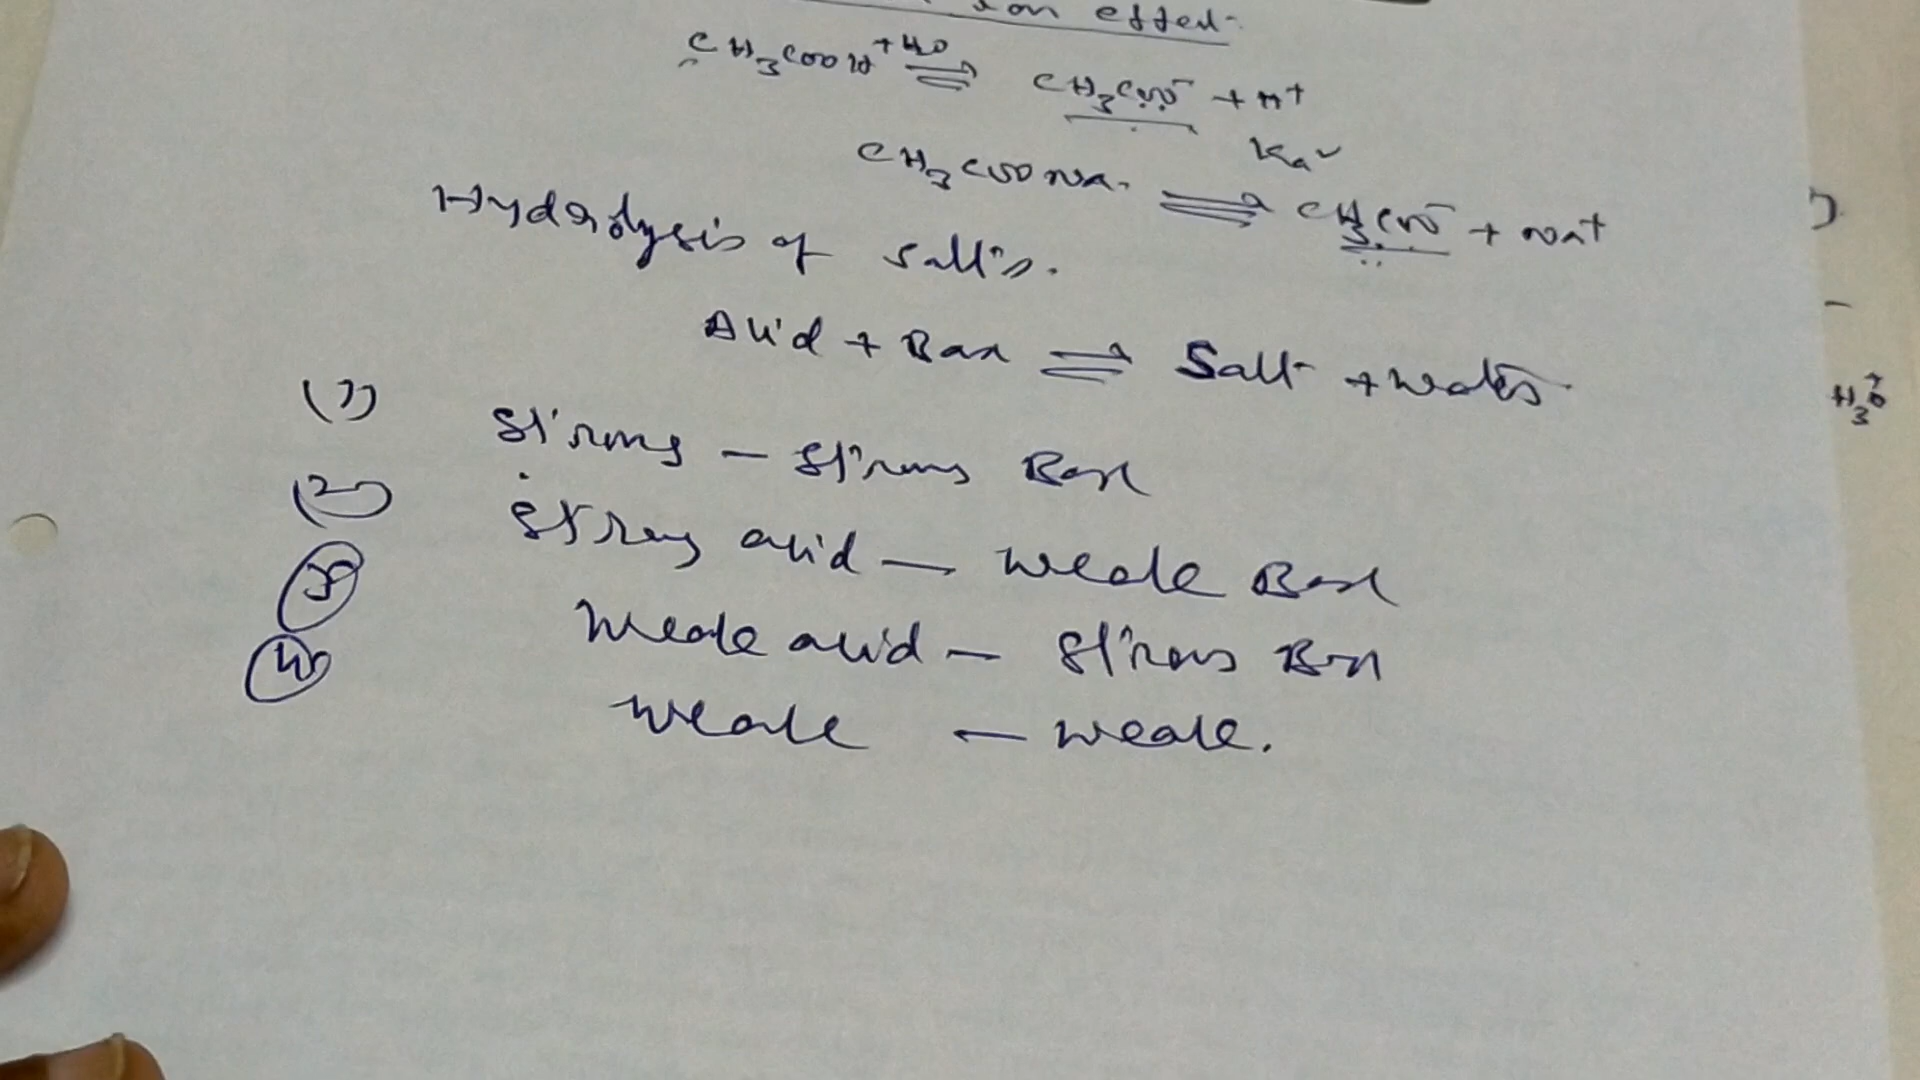 ion effect.
CH3COOH + H2O ⇌ CH3COO- + H+
Ka
CH3COONa. ⇌ CH3COO- + Na+
Hydrolysis of salts.
Acid + Base ⇌ Salt + water
(1) Strong - Strong Base
(2) Strong acid - Weak Base
(3) Weak acid - Strong Base
(4) Weak - weak.
H3O+